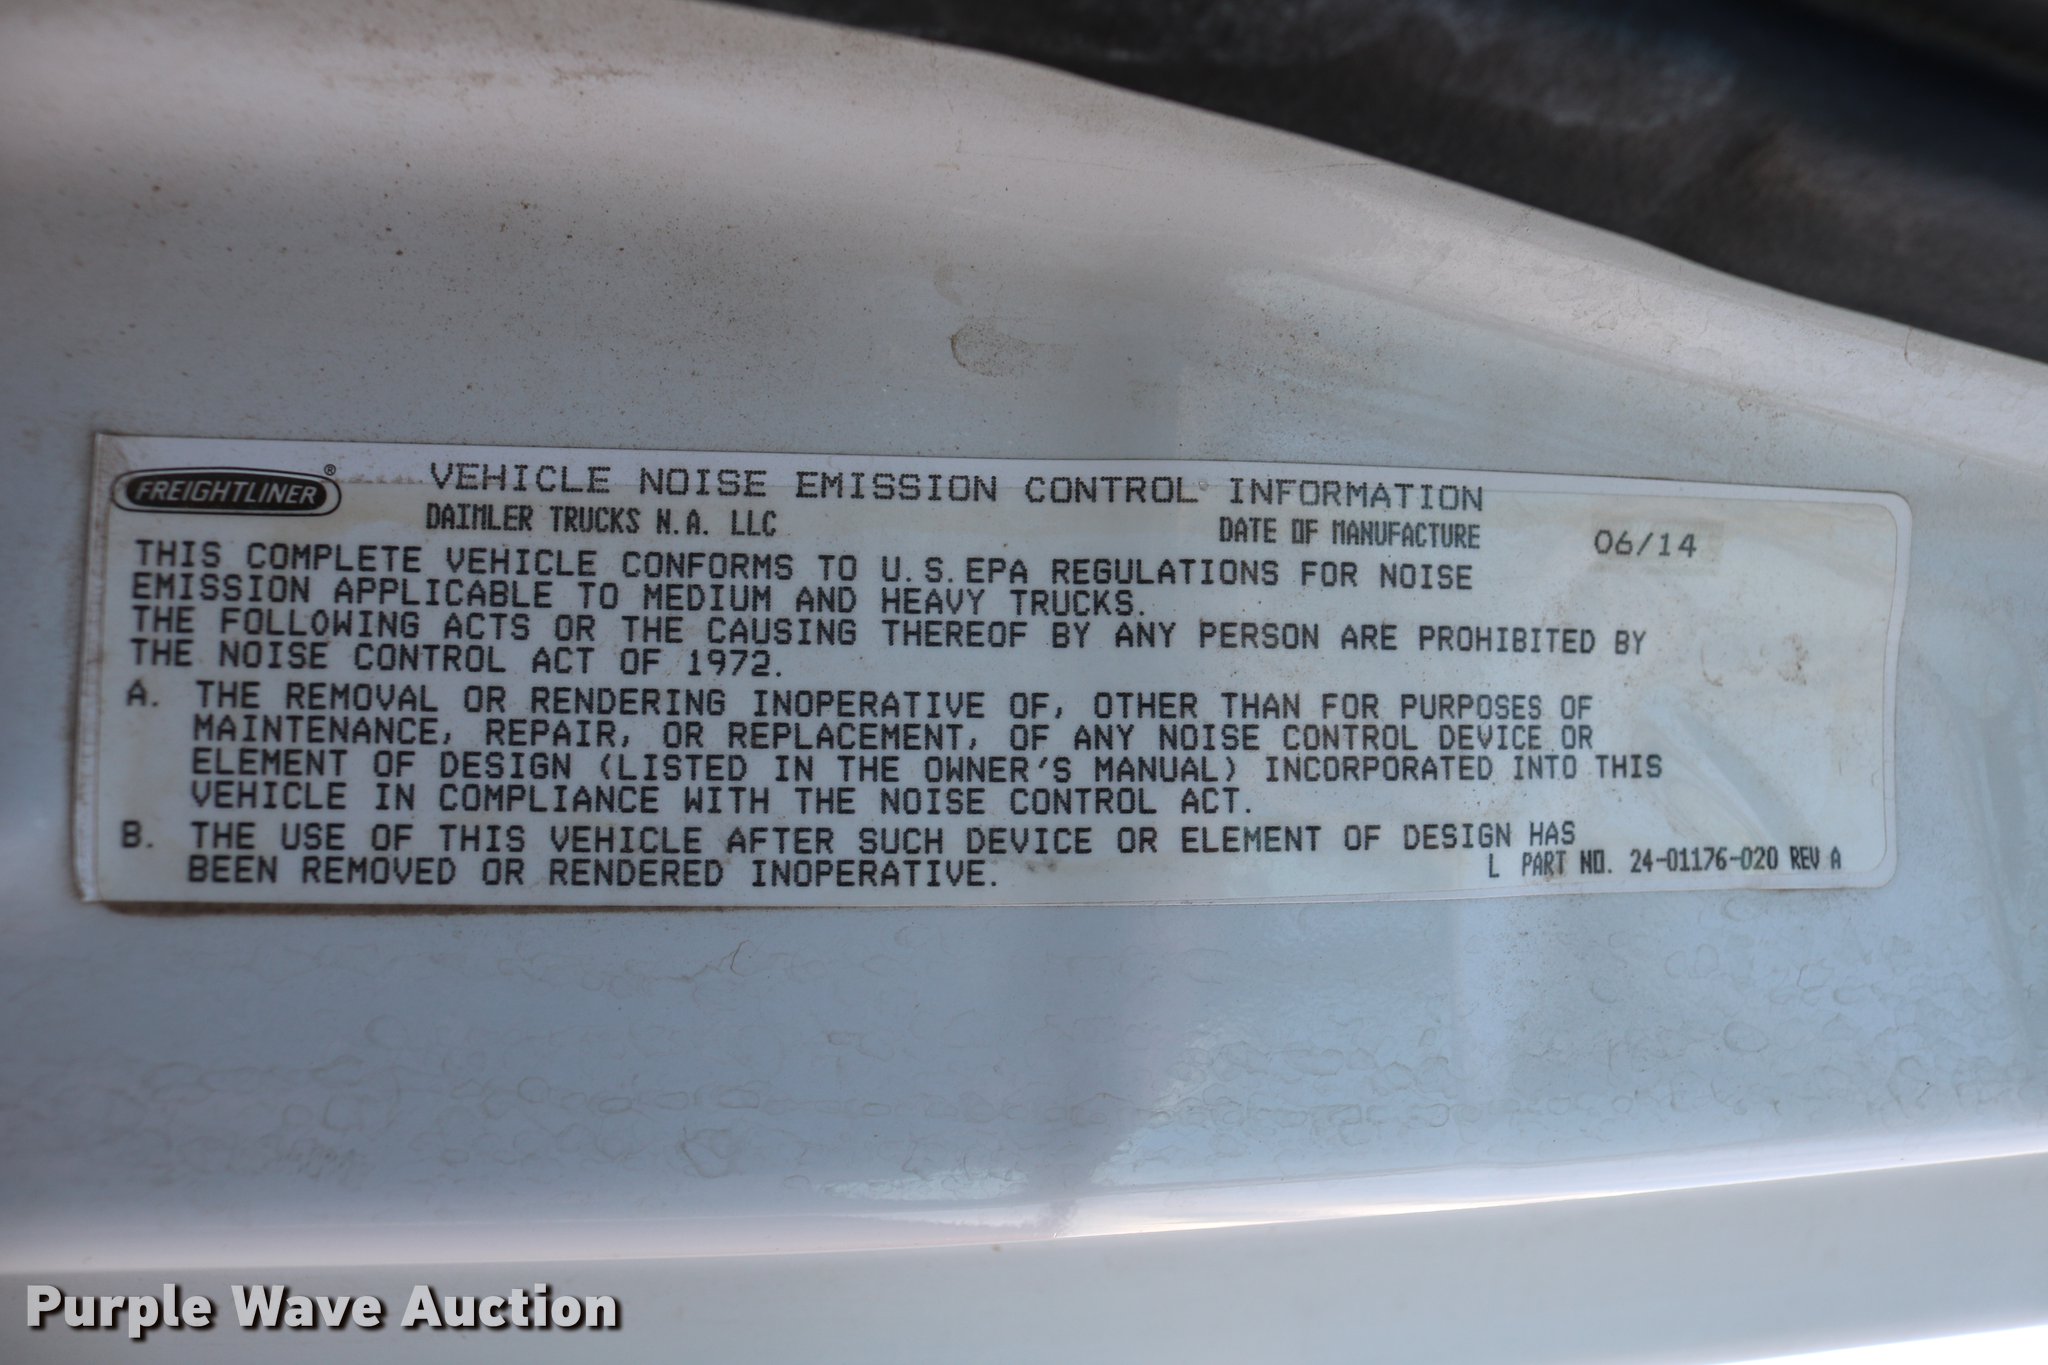 FREIGHTLINER®
VEHICLE NOISE EMISSION CONTROL INFORMATION
DAIMLER TRUCKS N.A. LLC DATE OF MANUFACTURE 06/14
THIS COMPLETE VEHICLE CONFORMS TO U.S.EPA REGULATIONS FOR NOISE
EMISSION APPLICABLE TO MEDIUM AND HEAVY TRUCKS.
THE FOLLOWING ACTS OR THE CAUSING THEREOF BY ANY PERSON ARE PROHIBITED BY
THE NOISE CONTROL ACT OF 1972.
A. THE REMOVAL OR RENDERING INOPERATIVE OF, OTHER THAN FOR PURPOSES OF
MAINTENANCE, REPAIR, OR REPLACEMENT, OF ANY NOISE CONTROL DEVICE OR
ELEMENT OF DESIGN (LISTED IN THE OWNER'S MANUAL) INCORPORATED INTO THIS
VEHICLE IN COMPLIANCE WITH THE NOISE CONTROL ACT.
B. THE USE OF THIS VEHICLE AFTER SUCH DEVICE OR ELEMENT OF DESIGN HAS
BEEN REMOVED OR RENDERED INOPERATIVE.
L PART NO. 24-01176-020 REV A
Purple Wave Auction